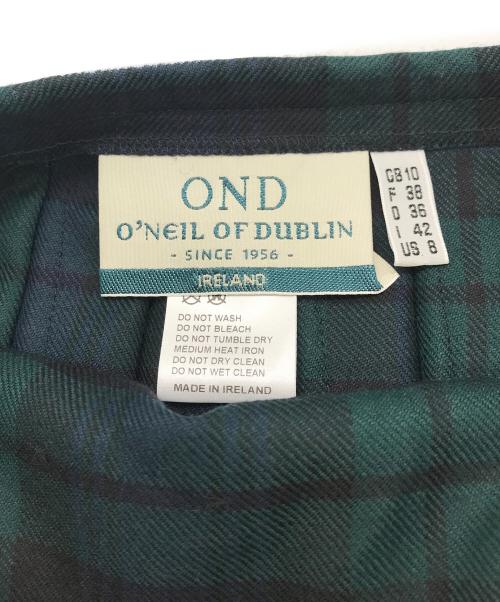 OND
O'NEIL OF DUBLIN
- SINCE 1956 -
IRELAND
GB 10
F 38
D 36
I 42
US 8
DO NOT WASH
DO NOT BLEACH
DO NOT TUMBLE DRY
MEDIUM HEAT IRON
DO NOT DRY CLEAN
DO NOT WET CLEAN
MADE IN IRELAND